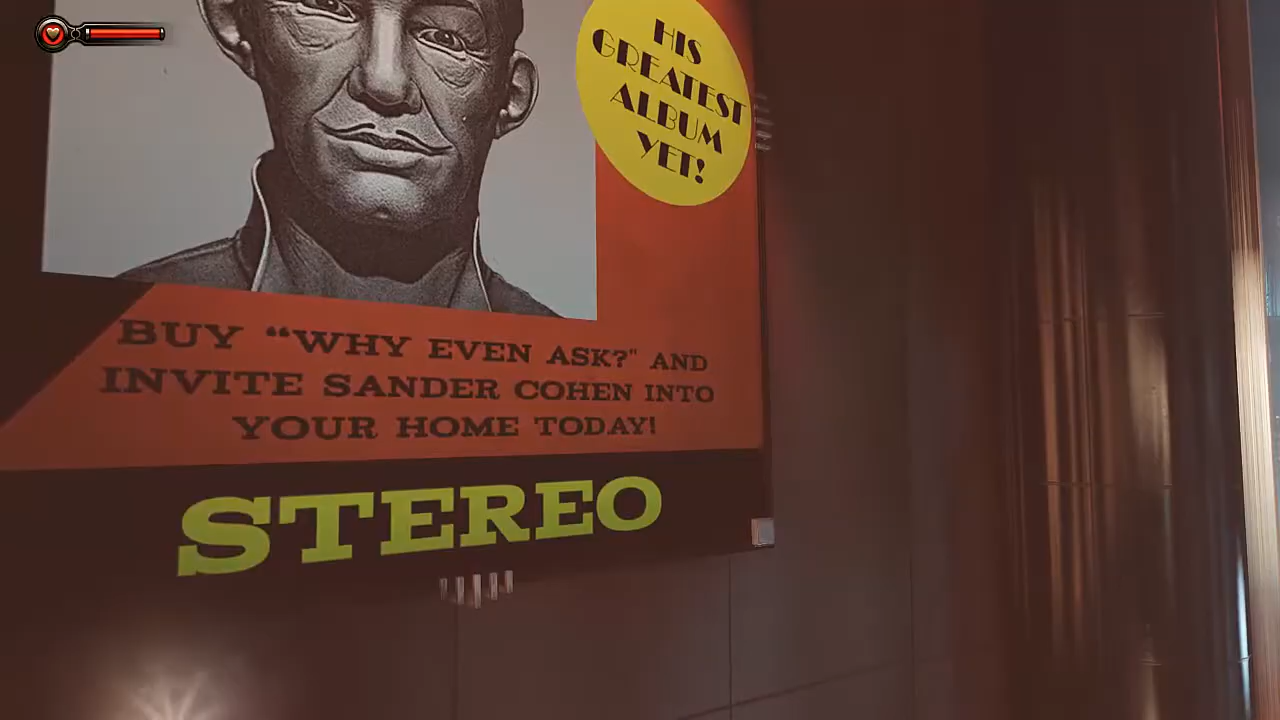 HIS
GREATEST
ALBUM
YET!
BUY “WHY EVEN ASK?" AND
INVITE SANDER COHEN INTO
YOUR HOME TODAY!
STEREO